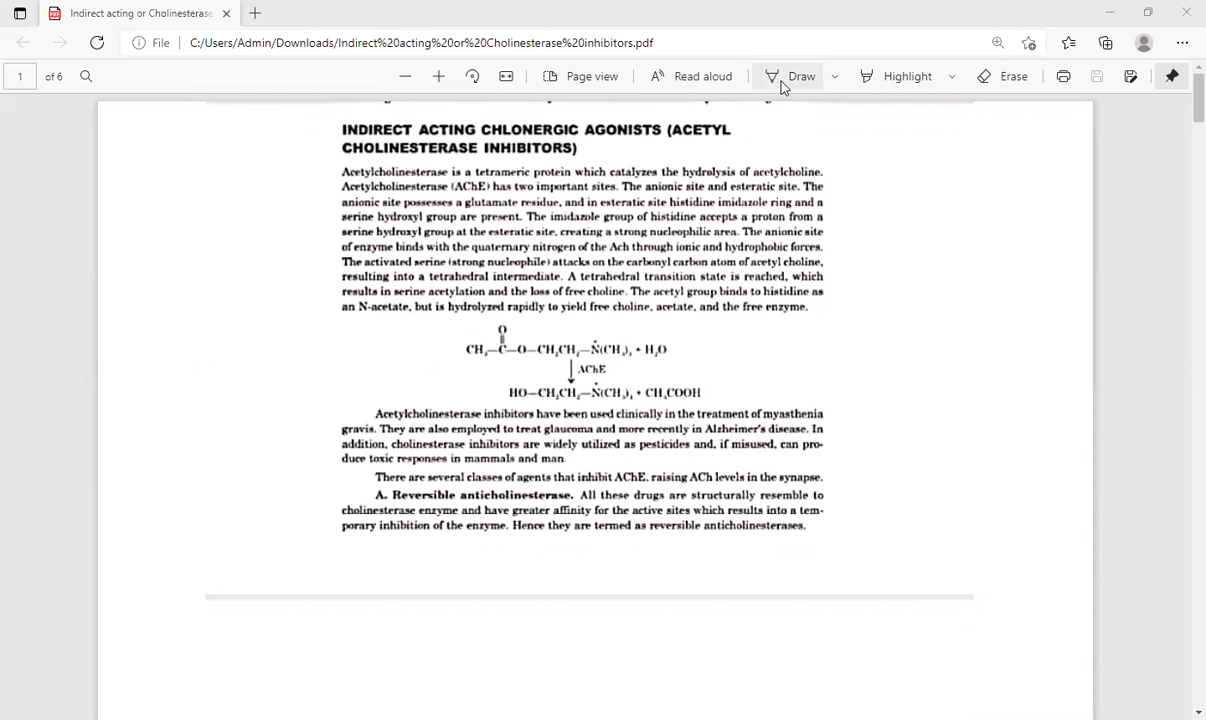 Indirect acting or Cholinesterase
File C:/Users/Admin/Downloads/Indirect%20acting%20or%20Cholinesterase%20inhibitors.pdf
1 of 6 Page view Read aloud Draw Highlight Erase
INDIRECT ACTING CHLONERGIC AGONISTS (ACETYL
CHOLINESTERASE INHIBITORS)
Acetylcholinesterase is a tetrameric protein which catalyzes the hydrolysis of acetylcholine.
Acetylcholinesterase (AChE) has two important sites. The anionic site and esteratic site. The
anionic site possesses a glutamate residue, and in esteratic site histidine imidazole ring and a
serine hydroxyl group are present. The imidazole group of histidine accepts a proton from a
serine hydroxyl group at the esteratic site, creating a strong nucleophilic area. The anionic site
of enzyme binds with the quaternary nitrogen of the Ach through ionic and hydrophobic forces.
The activated serine (strong nucleophile) attacks on the carbonyl carbon atom of acetyl choline,
resulting into a tetrahedral intermediate. A tetrahedral transition state is reached, which
results in serine acetylation and the loss of free choline. The acetyl group binds to histidine as
an N-acetate, but is hydrolyzed rapidly to yield free choline, acetate, and the free enzyme.
O
CH₃—C—O—CH₂CH₂—N(CH₃)₃ + H₂O
AChE
HO—CH₂CH₂—N(CH₃)₃ + CH₃COOH
Acetylcholinesterase inhibitors have been used clinically in the treatment of myasthenia
gravis. They are also employed to treat glaucoma and more recently in Alzheimer's disease. In
addition, cholinesterase inhibitors are widely utilized as pesticides and, if misused, can pro-
duce toxic responses in mammals and man.
There are several classes of agents that inhibit AChE, raising ACh levels in the synapse.
A. Reversible anticholinesterase. All these drugs are structurally resemble to
cholinesterase enzyme and have greater affinity for the active sites which results into a tem-
porary inhibition of the enzyme. Hence they are termed as reversible anticholinesterases.